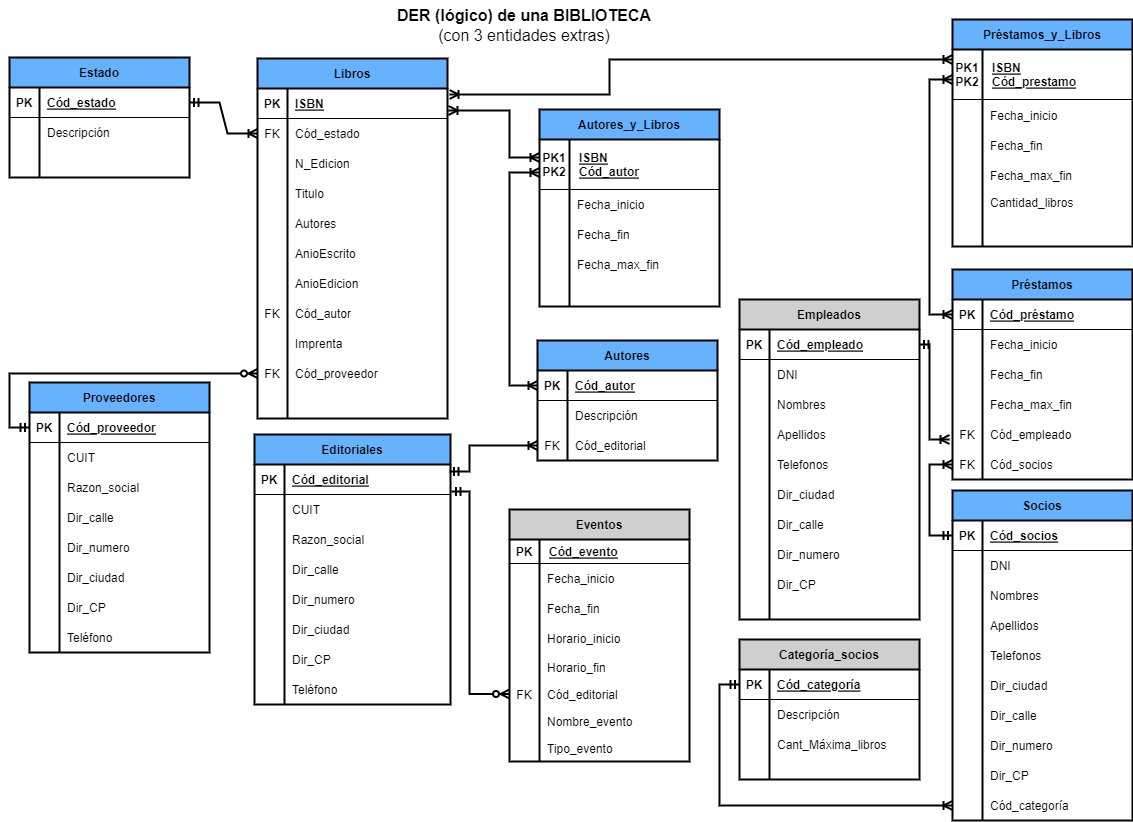 DER (lógico) de una BIBLIOTECA
(con 3 entidades extras)
Estado
PK Cód_estado
Descripción
Libros
PK ISBN
FK Cód_estado
N_Edicion
Titulo
Autores
AnioEscrito
AnioEdicion
FK Cód_autor
Imprenta
FK Cód_proveedor
Autores_y_Libros
PK1 ISBN
PK2 Cód_autor
Fecha_inicio
Fecha_fin
Fecha_max_fin
Préstamos_y_Libros
PK1 ISBN
PK2 Cód_prestamo
Fecha_inicio
Fecha_fin
Fecha_max_fin
Cantidad_libros
Préstamos
PK Cód_préstamo
Fecha_inicio
Fecha_fin
Fecha_max_fin
FK Cód_empleado
FK Cód_socios
Empleados
PK Cód_empleado
DNI
Nombres
Apellidos
Telefonos
Dir_ciudad
Dir_calle
Dir_numero
Dir_CP
Autores
PK Cód_autor
Descripción
FK Cód_editorial
Proveedores
PK Cód_proveedor
CUIT
Razon_social
Dir_calle
Dir_numero
Dir_ciudad
Dir_CP
Teléfono
Editoriales
PK Cód_editorial
CUIT
Razon_social
Dir_calle
Dir_numero
Dir_ciudad
Dir_CP
Teléfono
Eventos
PK Cód_evento
Fecha_inicio
Fecha_fin
Horario_inicio
Horario_fin
FK Cód_editorial
Nombre_evento
Tipo_evento
Categoría_socios
PK Cód_categoría
Descripción
Cant_Máxima_libros
Socios
PK Cód_socios
DNI
Nombres
Apellidos
Telefonos
Dir_ciudad
Dir_calle
Dir_numero
Dir_CP
Cód_categoría